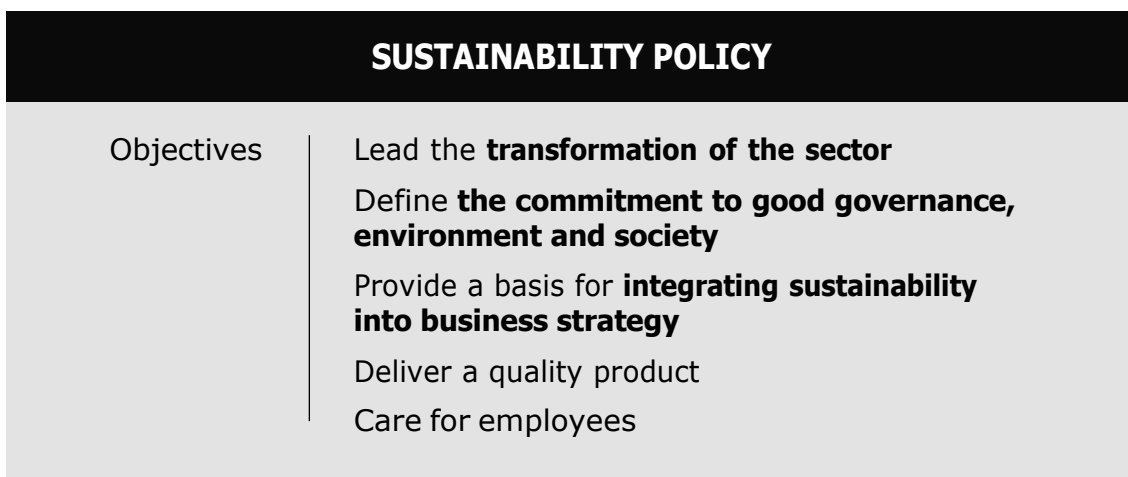 SUSTAINABILITY POLICY
Objectives
Lead the transformation of the sector
Define the commitment to good governance,
environment and society
Provide a basis for integrating sustainability
into business strategy
Deliver a quality product
Care for employees